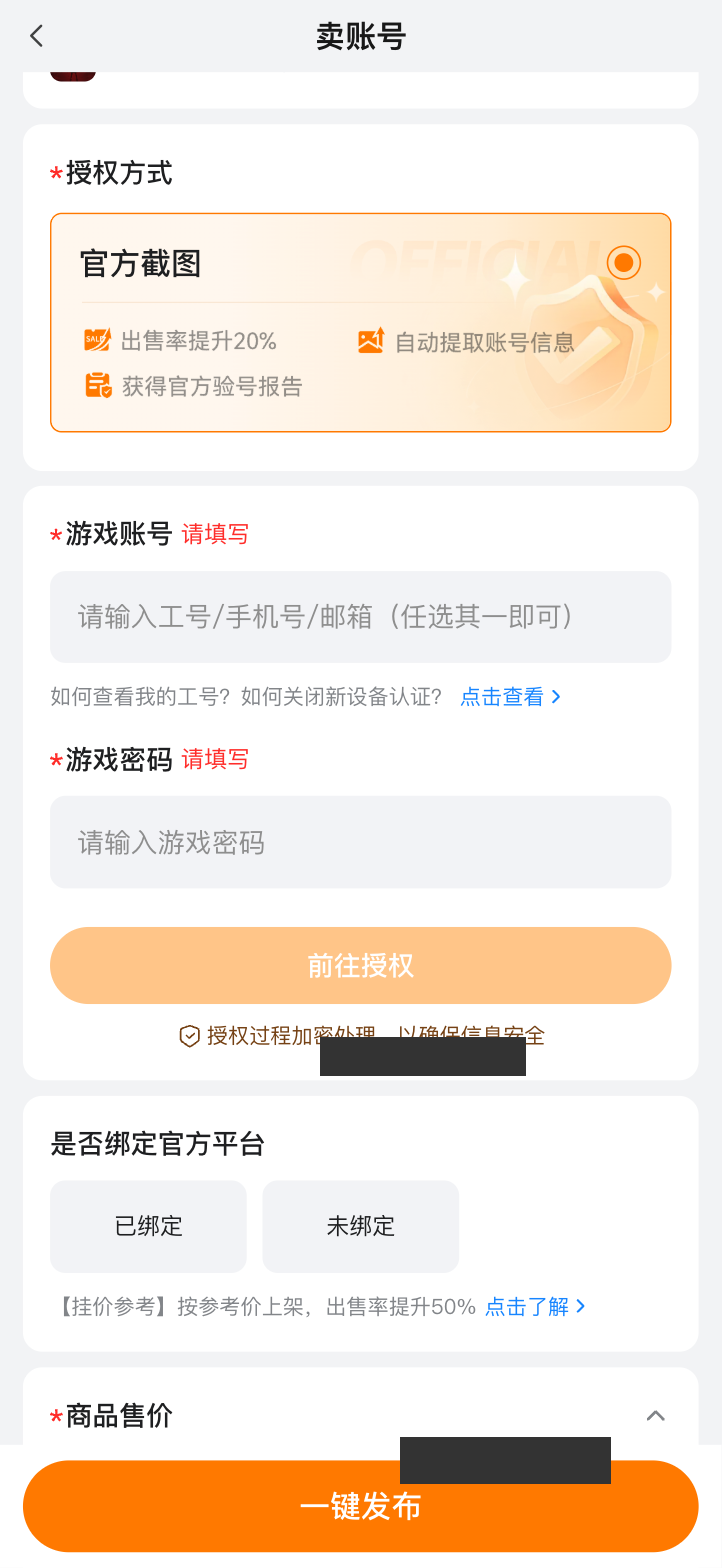 卖账号
*授权方式
官方截图
OFFICIAL
SALE 出售率提升20%
自动提取账号信息
获得官方验号报告
*游戏账号 请填写
请输入工号/手机号/邮箱（任选其一即可）
如何查看我的工号？如何关闭新设备认证？ 点击查看
*游戏密码 请填写
请输入游戏密码
前往授权
授权过程加密处理，以确保信息安全
是否绑定官方平台
已绑定
未绑定
【挂价参考】按参考价上架，出售率提升50% 点击了解
*商品售价
一键发布